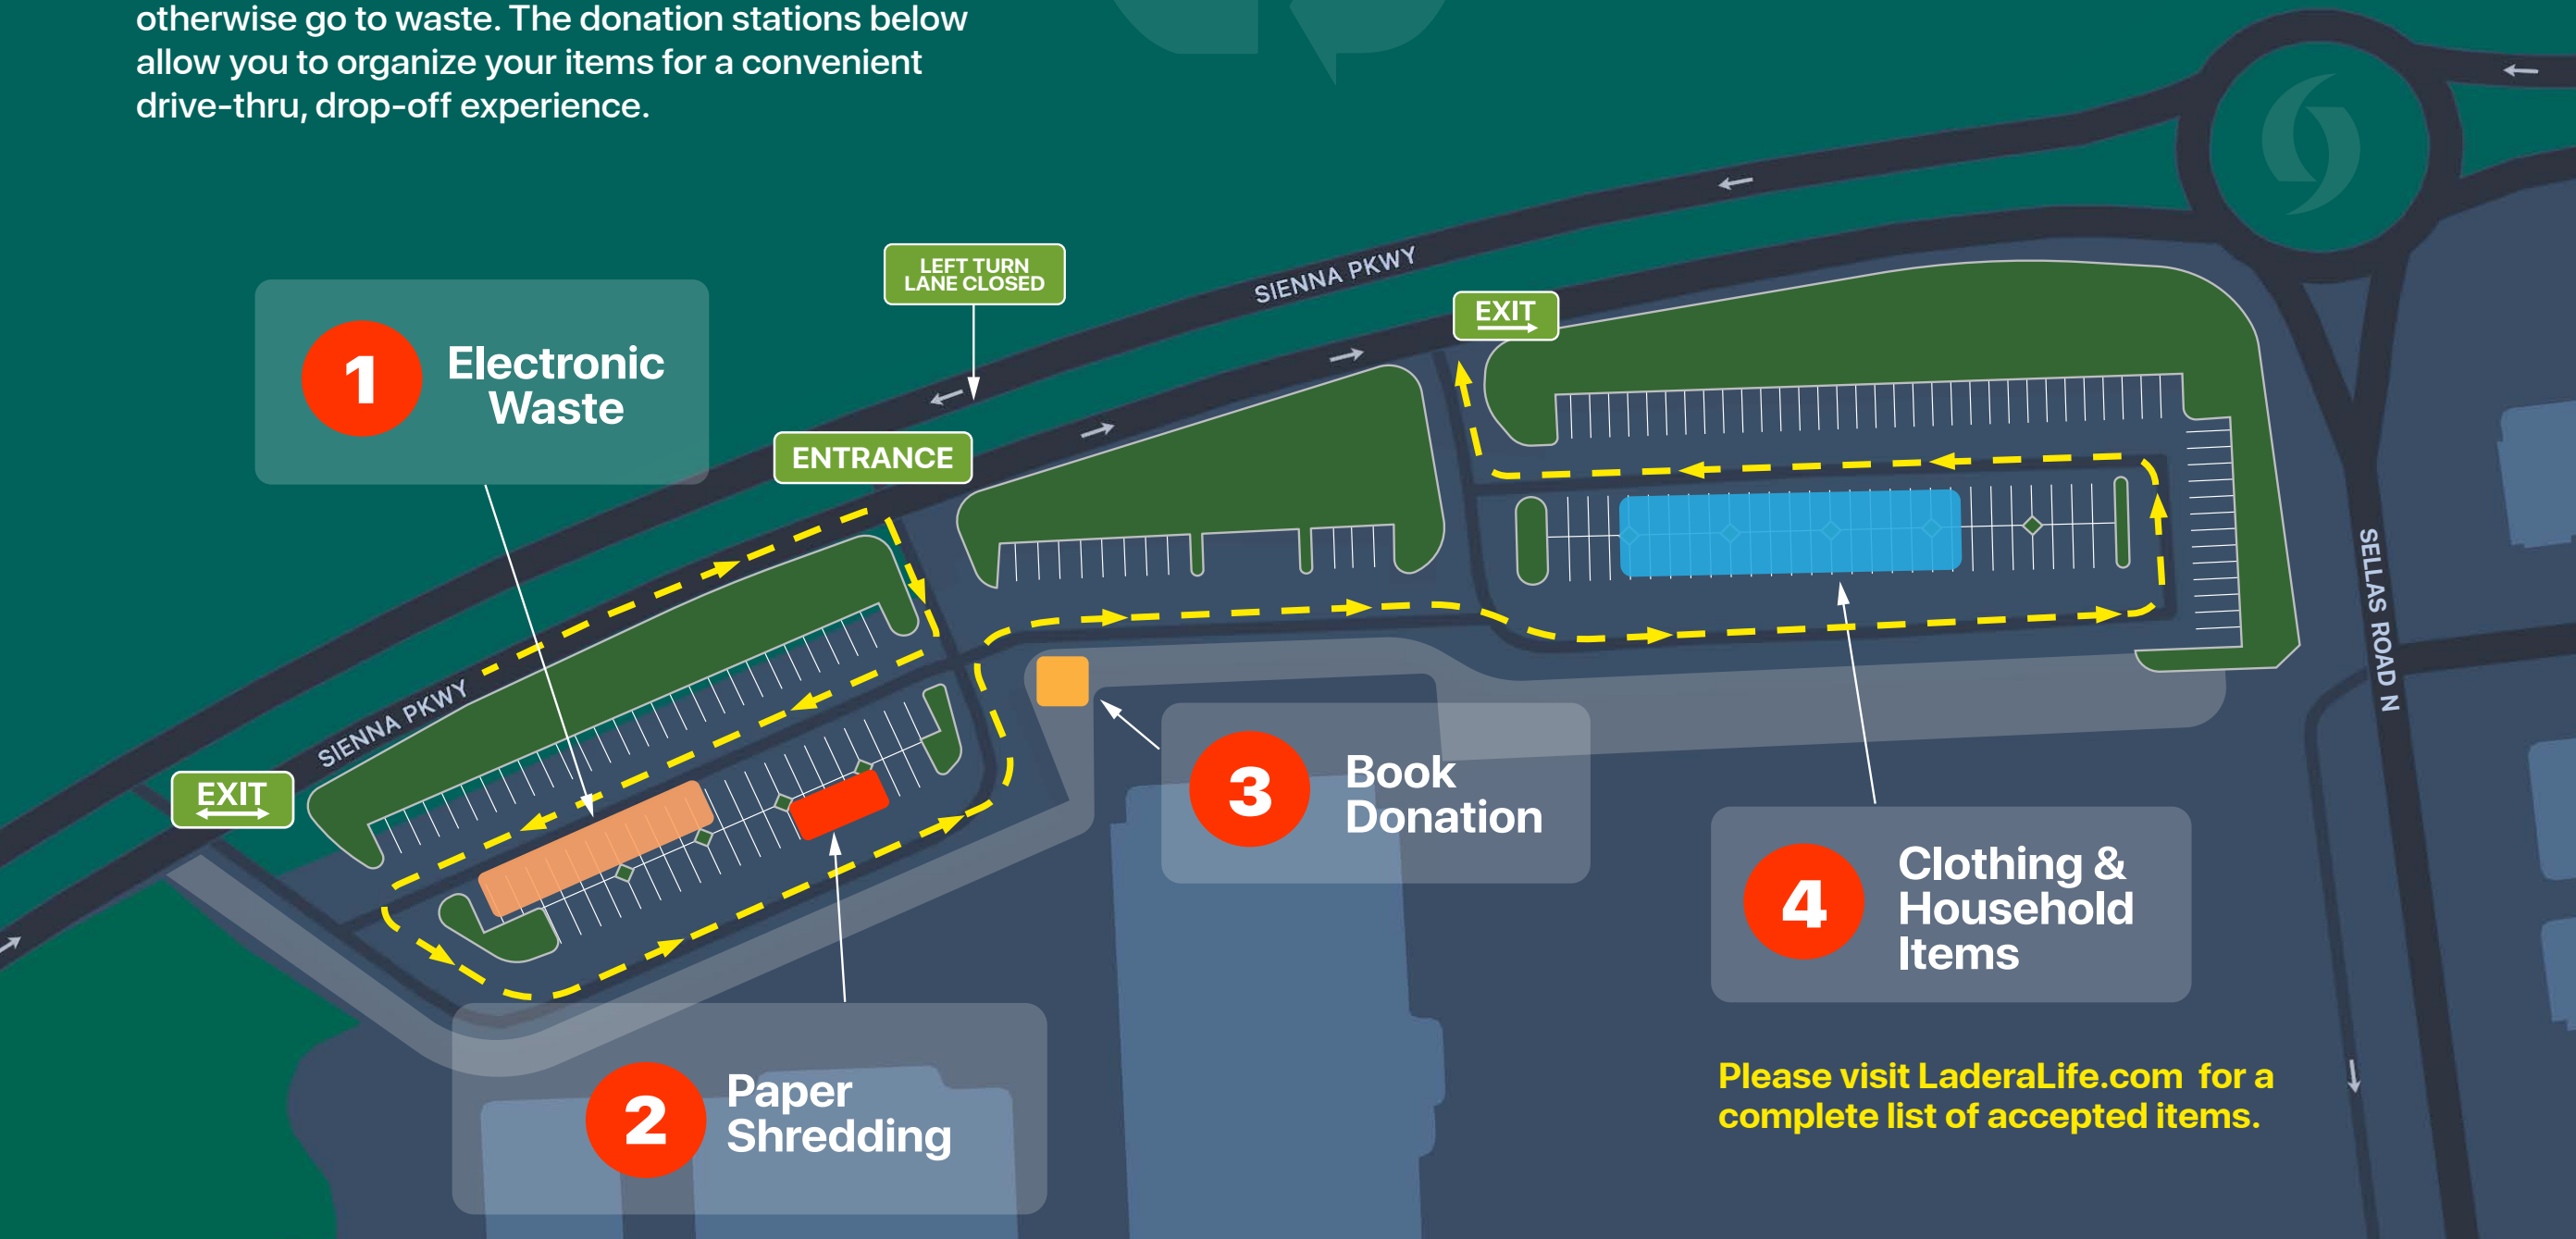 otherwise go to waste. The donation stations below
allow you to organize your items for a convenient
drive-thru, drop-off experience.
LEFT TURN
LANE CLOSED
SIENNA PKWY
EXIT
1
Electronic
Waste
ENTRANCE
SIENNA PKWY
EXIT
SELLAS ROAD N
3
Book
Donation
4
Clothing &
Household
Items
2
Paper
Shredding
Please visit LaderaLife.com for a
complete list of accepted items.